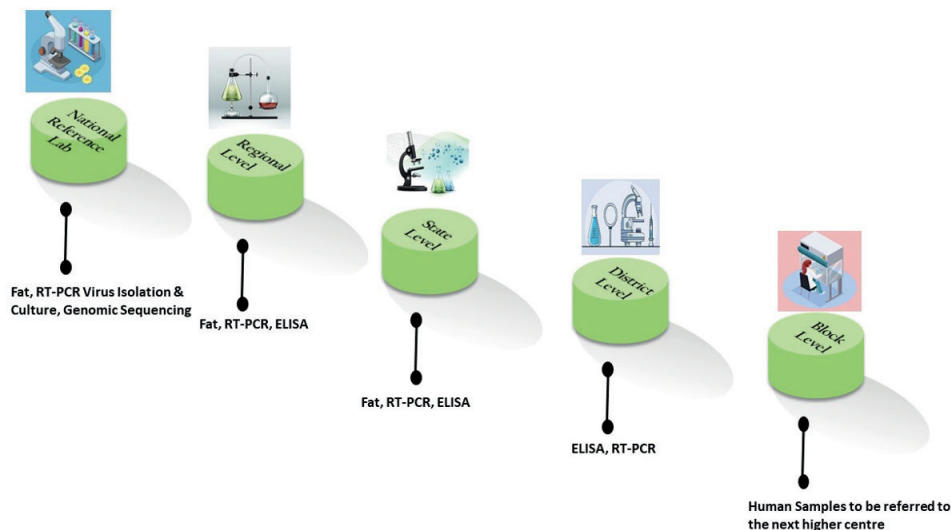 National
Reference
Lab
Fat, RT-PCR Virus Isolation &
Culture, Genomic Sequencing
Regional
Level
Fat, RT-PCR, ELISA
State
Level
Fat, RT-PCR, ELISA
District
Level
ELISA, RT-PCR
Block
Level
Human Samples to be referred to
the next higher centre